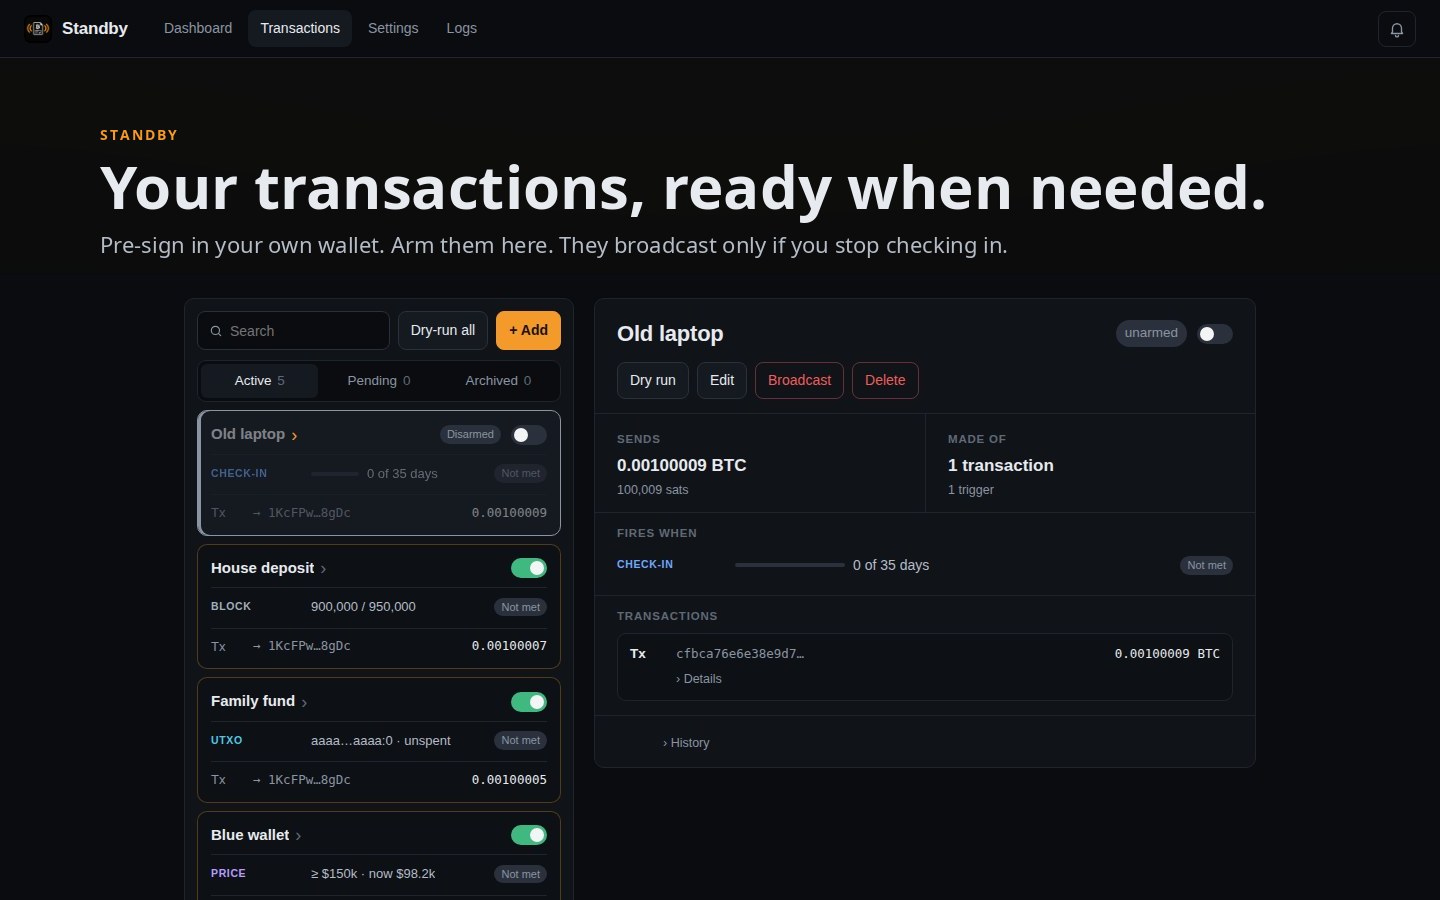 Standby
Dashboard Transactions Settings Logs
STANDBY
Your transactions, ready when needed.
Pre-sign in your own wallet. Arm them here. They broadcast only if you stop checking in.
Search
Dry-run all
+ Add
Active 5 Pending 0 Archived 0
Old laptop ›
Disarmed
CHECK-IN 0 of 35 days Not met
Tx → 1KcFPw…8gDc 0.00100009
House deposit ›
BLOCK 900,000 / 950,000 Not met
Tx → 1KcFPw…8gDc 0.00100007
Family fund ›
UTXO aaaa…aaaa:0 · unspent Not met
Tx → 1KcFPw…8gDc 0.00100005
Blue wallet ›
PRICE ≥ $150k · now $98.2k Not met
Old laptop
unarmed
Dry run Edit Broadcast Delete
SENDS
0.00100009 BTC
100,009 sats
MADE OF
1 transaction
1 trigger
FIRES WHEN
CHECK-IN 0 of 35 days Not met
TRANSACTIONS
Tx cfbca76e6e38e9d7… 0.00100009 BTC
› Details
› History